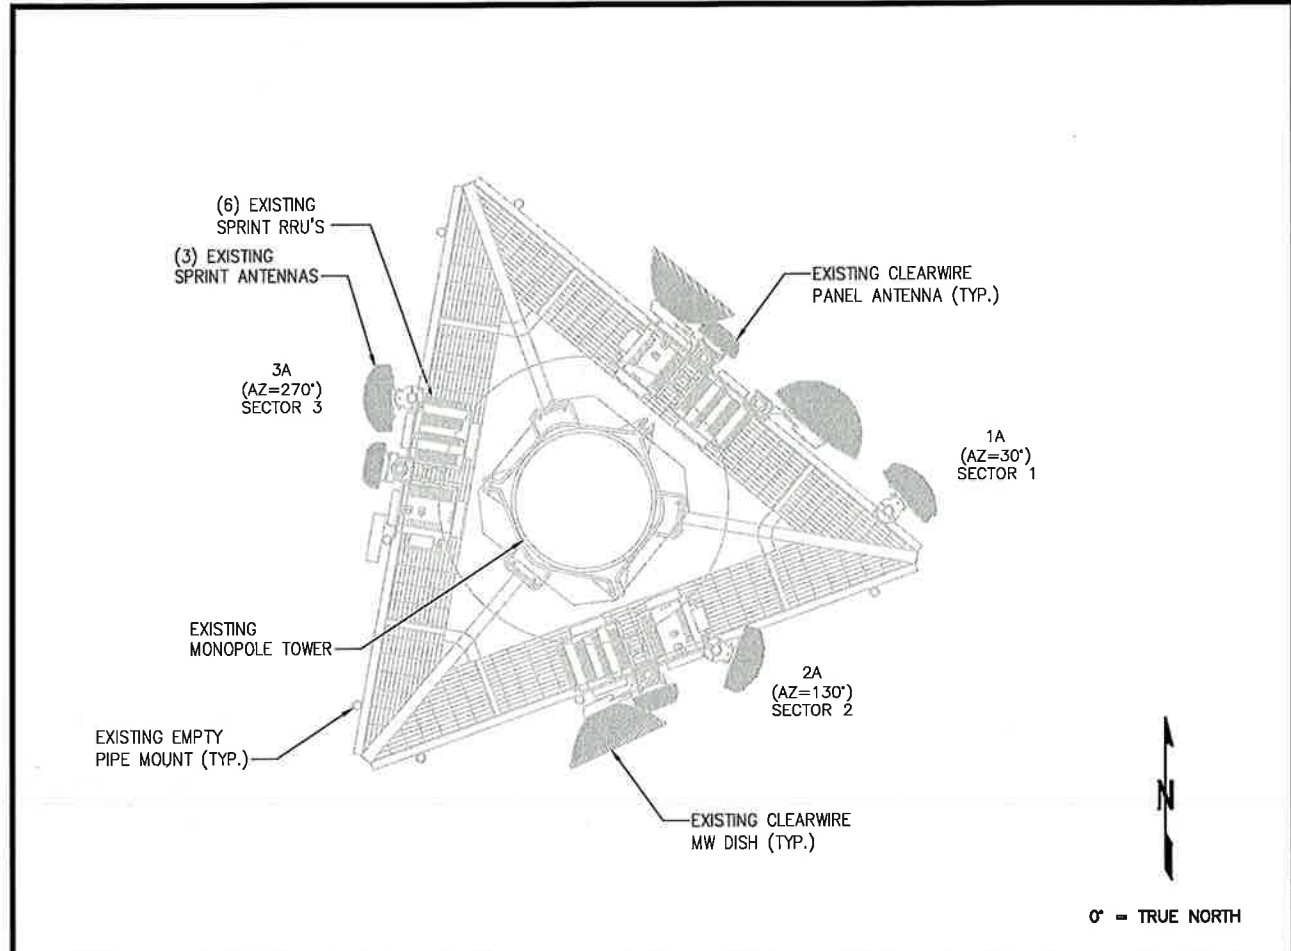 (6) EXISTING
SPRINT RRU'S
(3) EXISTING
SPRINT ANTENNAS
EXISTING CLEARWIRE
PANEL ANTENNA (TYP.)
3A
(AZ=270°)
SECTOR 3
1A
(AZ=30°)
SECTOR 1
EXISTING
MONOPOLE TOWER
2A
(AZ=130°)
SECTOR 2
EXISTING EMPTY
PIPE MOUNT (TYP.)
EXISTING CLEARWIRE
MW DISH (TYP.)
N
0° = TRUE NORTH